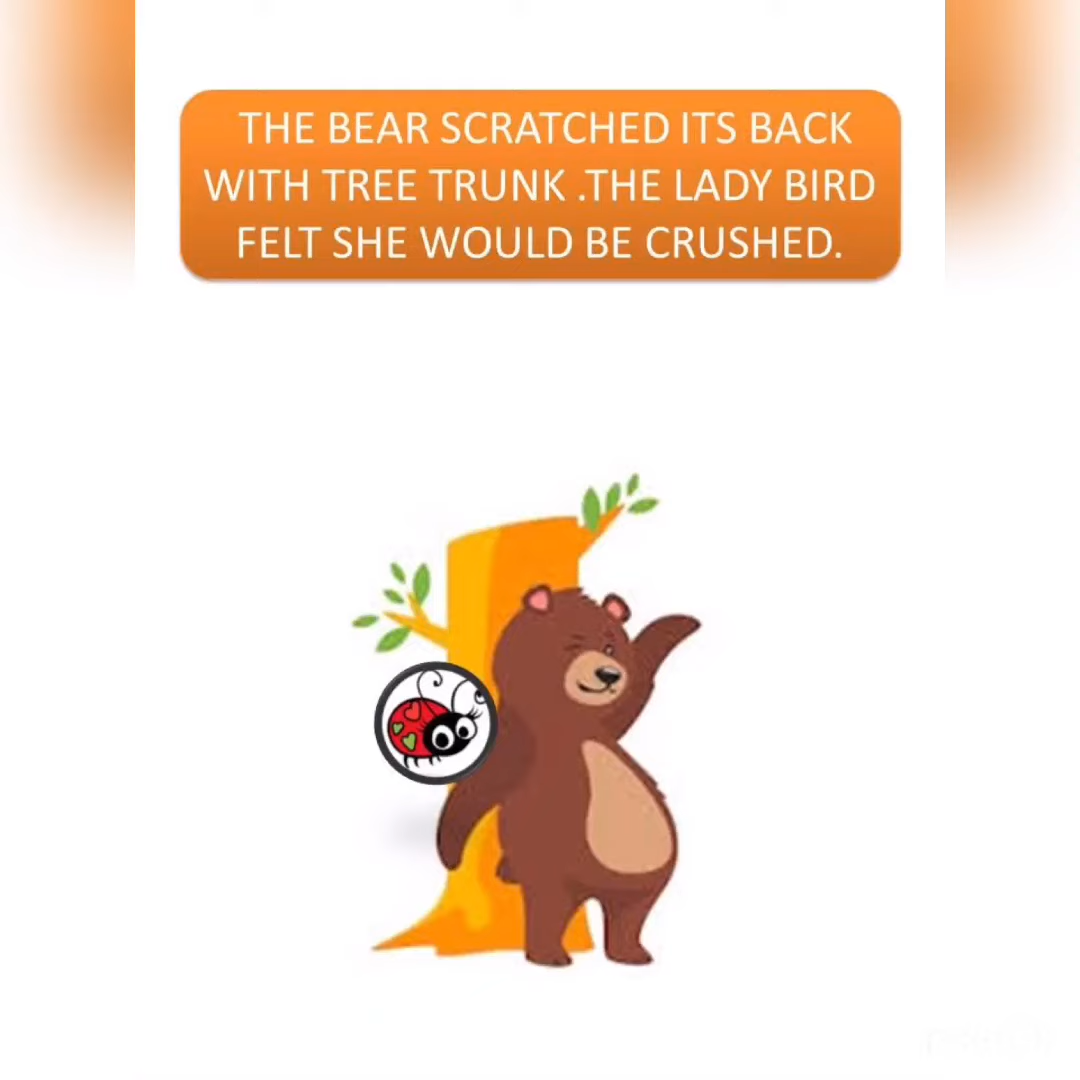 THE BEAR SCRATCHED ITS BACK
WITH TREE TRUNK .THE LADY BIRD
FELT SHE WOULD BE CRUSHED.